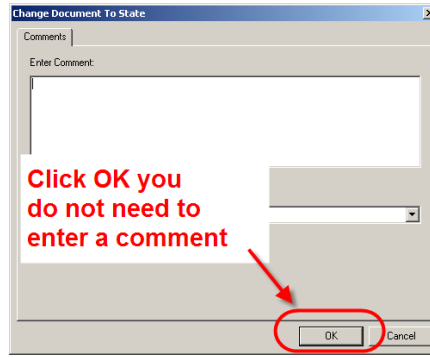 Change Document To State
Comments
Enter Comment:
Click OK you
do not need to
enter a comment
OK
Cancel